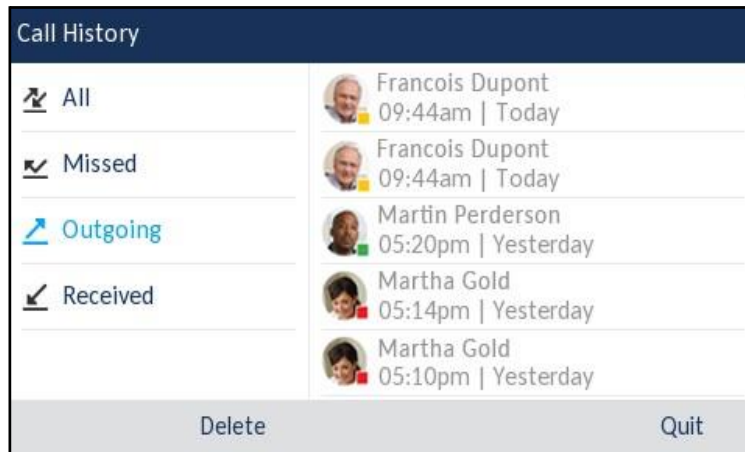 Call History
All
Missed
Outgoing
Received
Francois Dupont
09:44am | Today
Francois Dupont
09:44am | Today
Martin Perderson
05:20pm | Yesterday
Martha Gold
05:14pm | Yesterday
Martha Gold
05:10pm | Yesterday
Delete
Quit